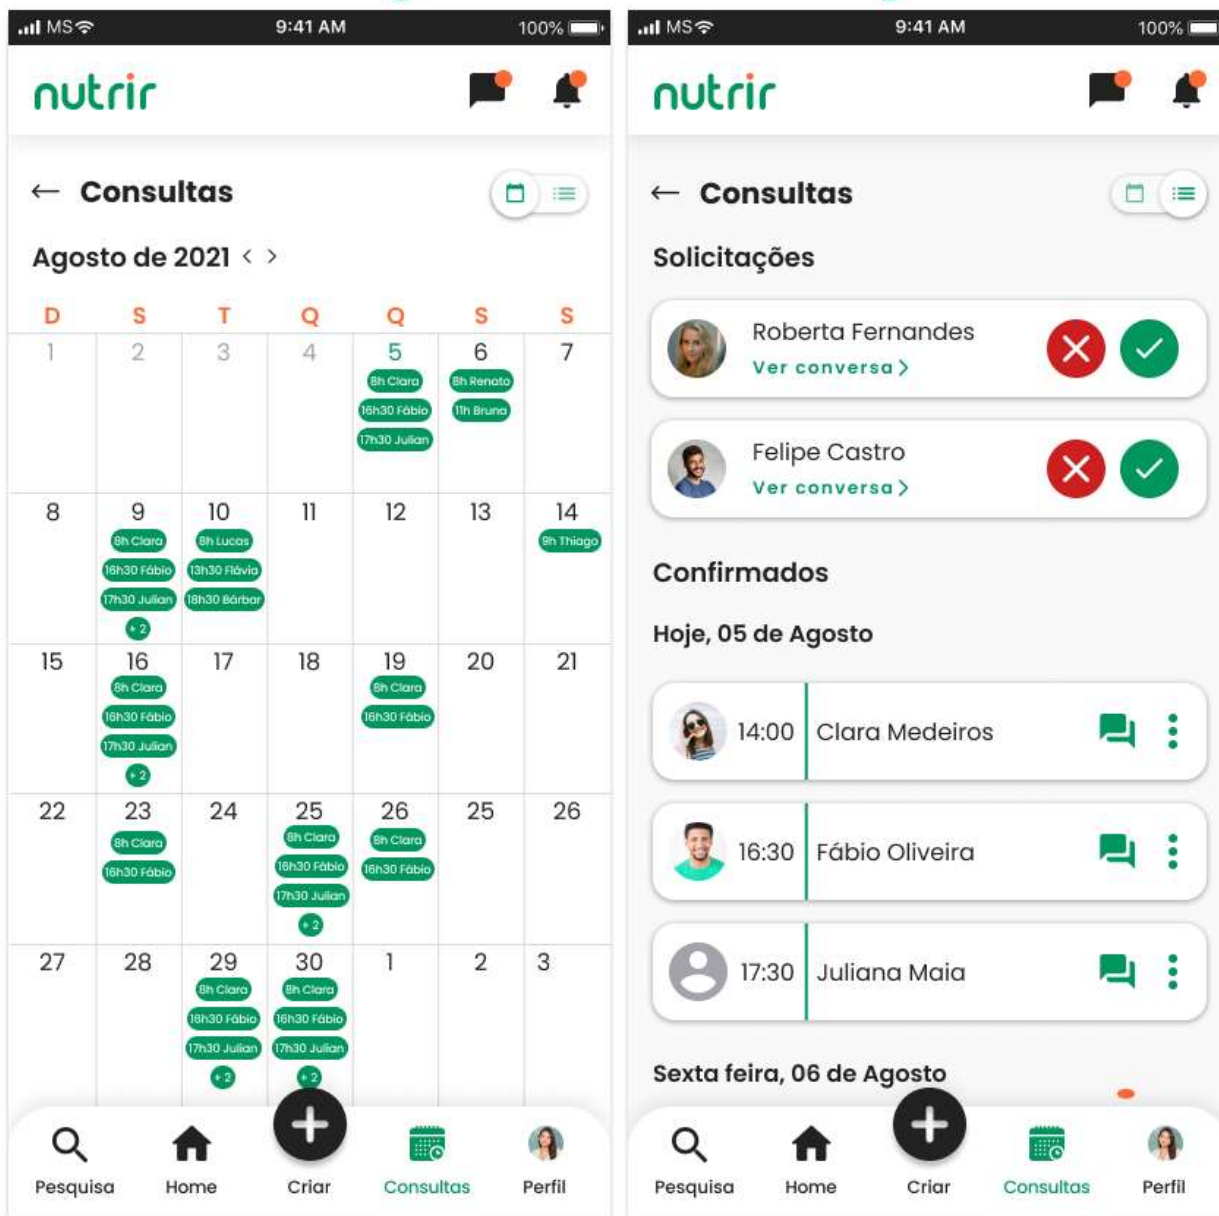 MS 9:41 AM 100%
nutrir
← Consultas
Agosto de 2021 < >
D S T Q Q S S
1 2 3 4 5 6 7
8h Clara 8h Renato
16h30 Fábio 11h Bruna
17h30 Julian
8 9 10 11 12 13 14
8h Clara 8h Lucas 9h Thiago
16h30 Fábio 13h30 Flávia
17h30 Julian 18h30 Bárbar
+ 2
15 16 17 18 19 20 21
8h Clara 8h Clara
16h30 Fábio 16h30 Fábio
17h30 Julian
+ 2
22 23 24 25 26 25 26
8h Clara 8h Clara 8h Clara
16h30 Fábio 16h30 Fábio 16h30 Fábio
17h30 Julian
+ 2
27 28 29 30 1 2 3
8h Clara 8h Clara
16h30 Fábio 16h30 Fábio
17h30 Julian 17h30 Julian
+ 2 + 2
Pesquisa Home Criar Consultas Perfil
MS 9:41 AM 100%
nutrir
← Consultas
Solicitações
Roberta Fernandes
Ver conversa >
Felipe Castro
Ver conversa >
Confirmados
Hoje, 05 de Agosto
14:00 Clara Medeiros
16:30 Fábio Oliveira
17:30 Juliana Maia
Sexta feira, 06 de Agosto
Pesquisa Home Criar Consultas Perfil